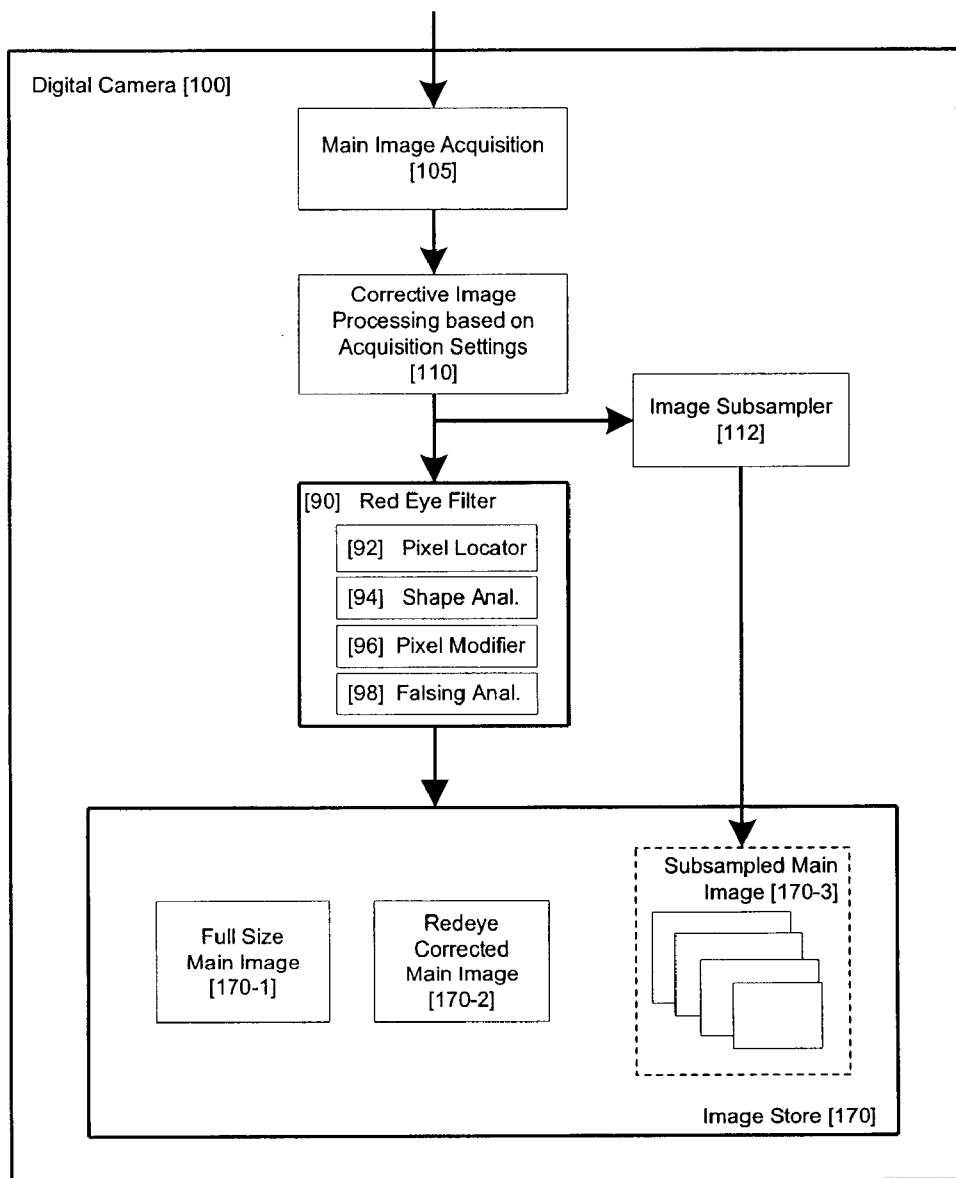 Digital Camera [100]
Main Image Acquisition
[105]
Corrective Image
Processing based on
Acquisition Settings
[110]
Image Subsampler
[112]
[90] Red Eye Filter
[92] Pixel Locator
[94] Shape Anal.
[96] Pixel Modifier
[98] Falsing Anal.
Subsampled Main
Image [170-3]
Full Size
Main Image
[170-1]
Redeye
Corrected
Main Image
[170-2]
Image Store [170]